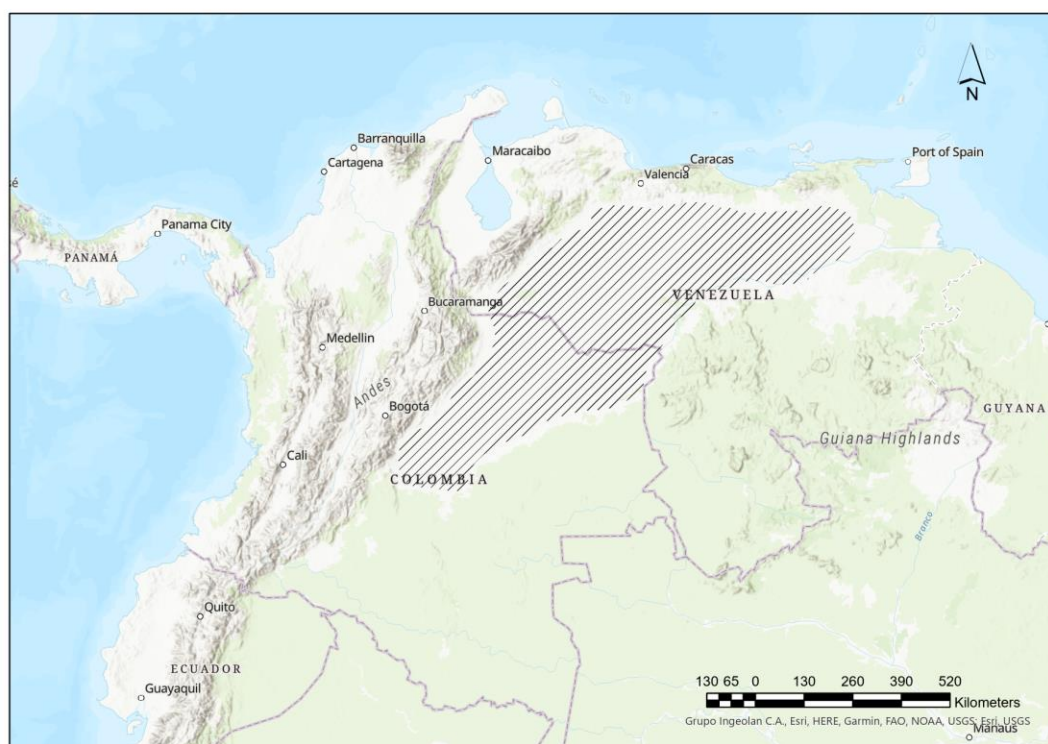 N
Barranquilla
Cartagena
Maracaibo
Caracas
Valencia
Port of Spain
sé
Panama City
PANAMÁ
Bucaramanga
VENEZUELA
Medellin
Andes
Bogotá
GUYANA
Guiana Highlands
Cali
COLOMBIA
Branco
Quito
ECUADOR
Guayaquil
130 65 0 130 260 390 520
Kilometers
Grupo Ingeolan C.A., Esri, HERE, Garmin, FAO, NOAA, USGS; Esri, USGS
Manaus